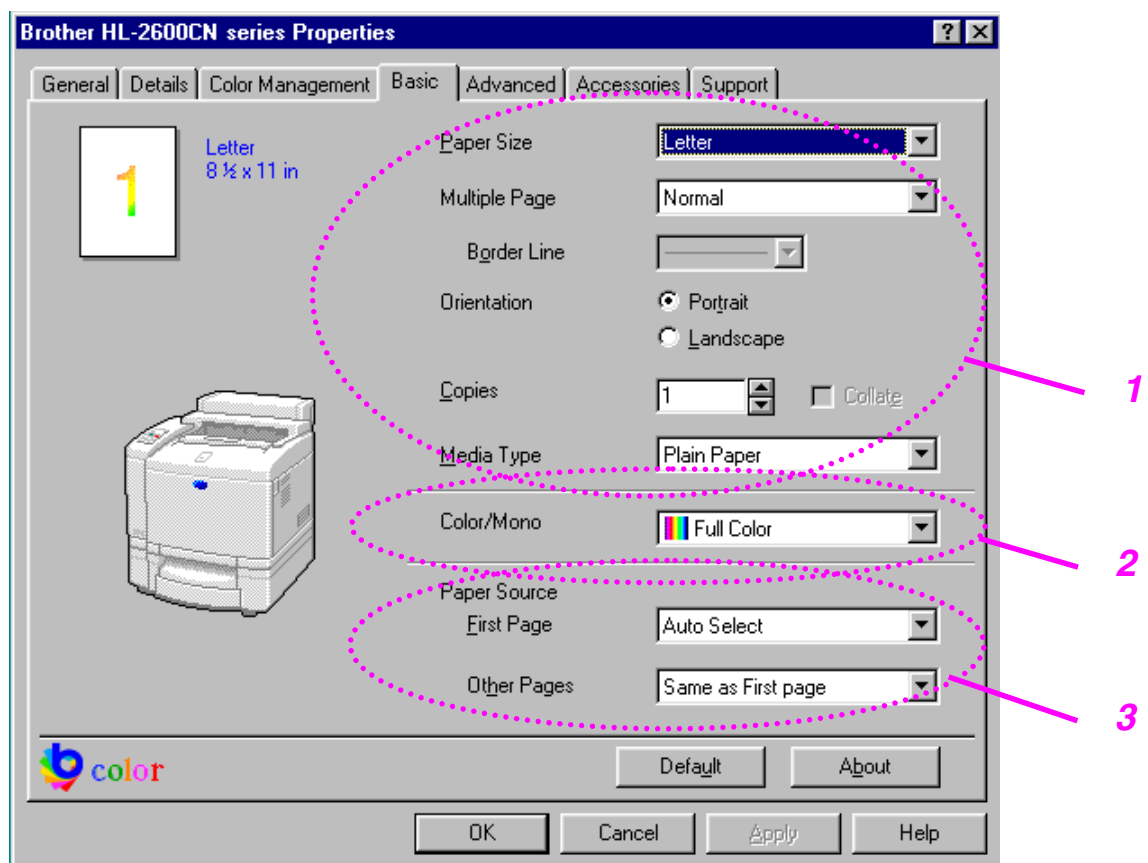 Brother HL-2600CN series Properties
General Details Color Management Basic Advanced Accessories Support
1
Letter
8 ½ x 11 in
Paper Size Letter
Multiple Page Normal
Border Line
Orientation Portrait
Landscape
Copies 1 Collate
Media Type Plain Paper
1
Color/Mono Full Color
2
Paper Source
First Page Auto Select
Other Pages Same as First page
3
b color
Default About
OK Cancel Apply Help